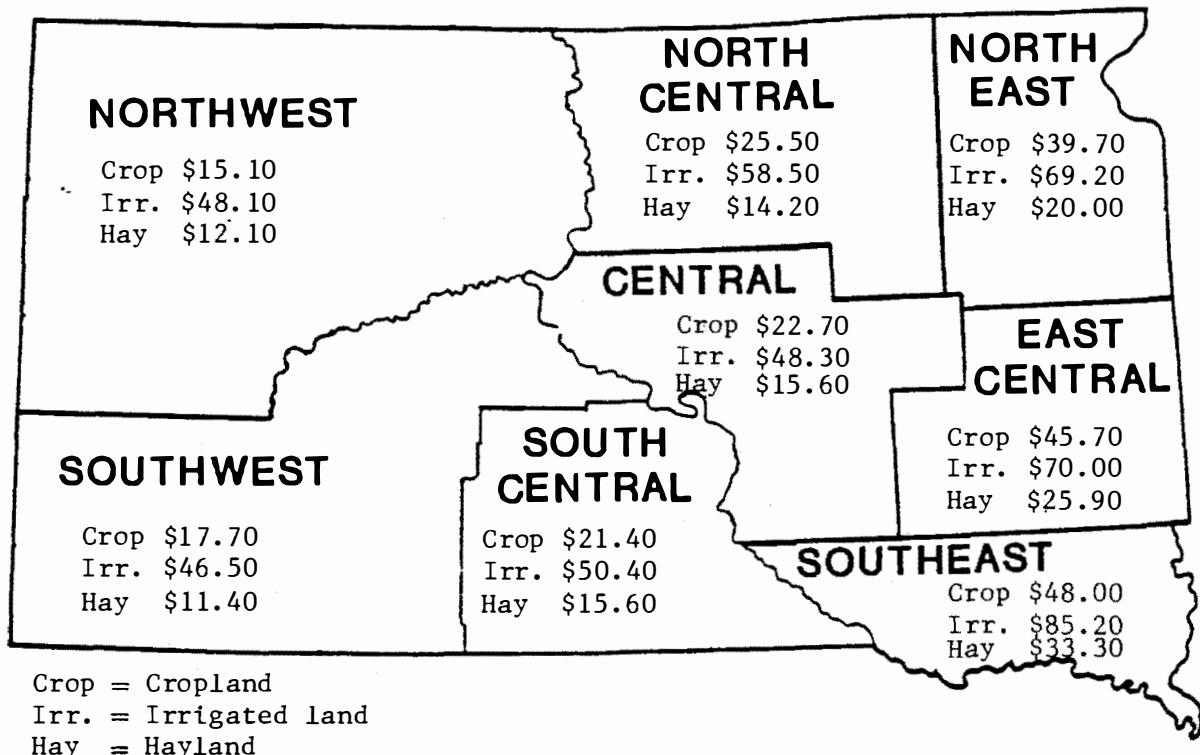 NORTHWEST
Crop $15.10
Irr. $48.10
Hay $12.10
NORTH
CENTRAL
Crop $25.50
Irr. $58.50
Hay $14.20
NORTH
EAST
Crop $39.70
Irr. $69.20
Hay $20.00
CENTRAL
Crop $22.70
Irr. $48.30
Hay $15.60
EAST
CENTRAL
Crop $45.70
Irr. $70.00
Hay $25.90
SOUTHWEST
Crop $17.70
Irr. $46.50
Hay $11.40
SOUTH
CENTRAL
Crop $21.40
Irr. $50.40
Hay $15.60
SOUTHEAST
Crop $48.00
Irr. $85.20
Hay $33.30
Crop = Cropland
Irr. = Irrigated land
Hay = Hayland